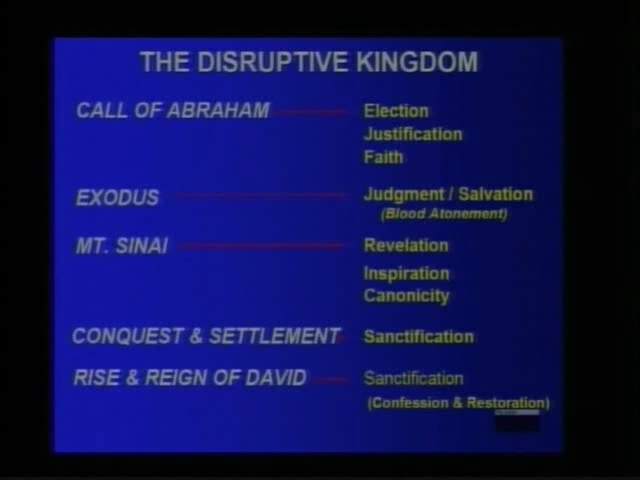 THE DISRUPTIVE KINGDOM
CALL OF ABRAHAM Election
Justification
Faith
EXODUS Judgment / Salvation
(Blood Atonement)
MT. SINAI Revelation
Inspiration
Canonicity
CONQUEST & SETTLEMENT Sanctification
RISE & REIGN OF DAVID Sanctification
(Confession & Restoration)